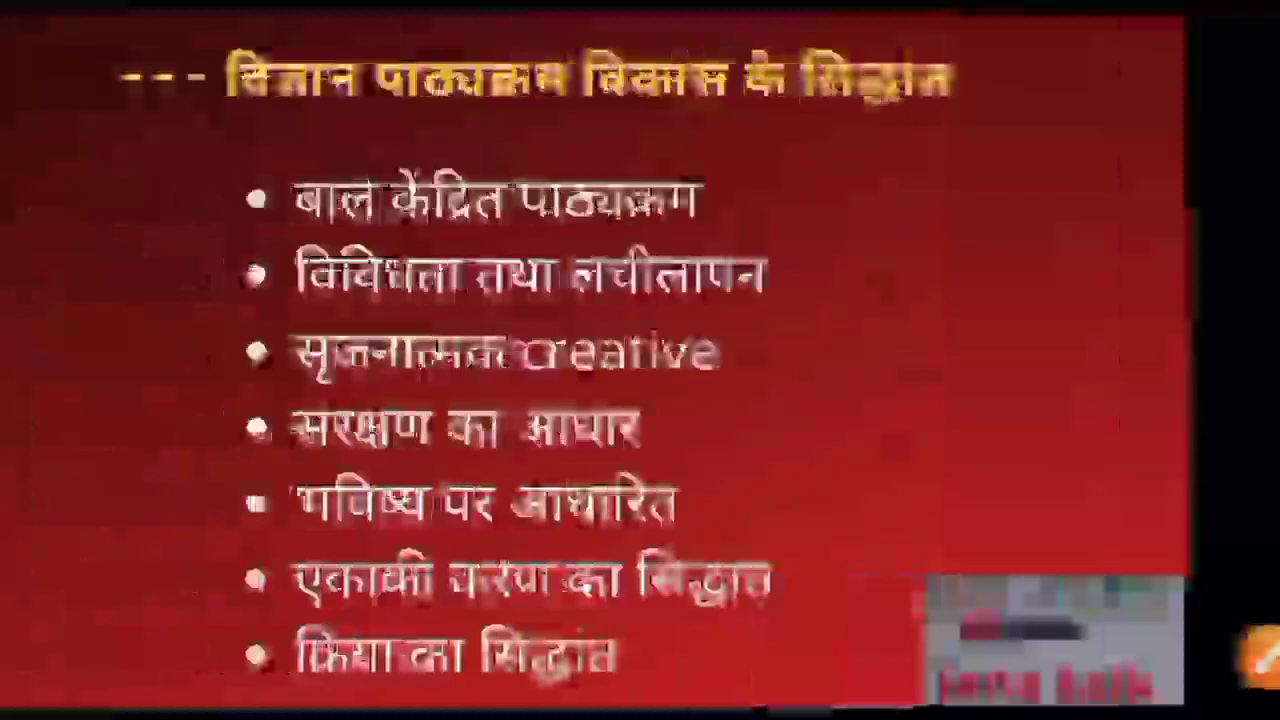 --- विज्ञान पाठ्यक्रम विकास के सिद्धांत
• बाल केंद्रित पाठ्यक्रम
• विविधता तथा लचीलापन
• सृजनात्मक creative
• संरक्षण का आधार
• भविष्य पर आधारित
• एकाकी करण का सिद्धांत
• क्रिया का सिद्धांत